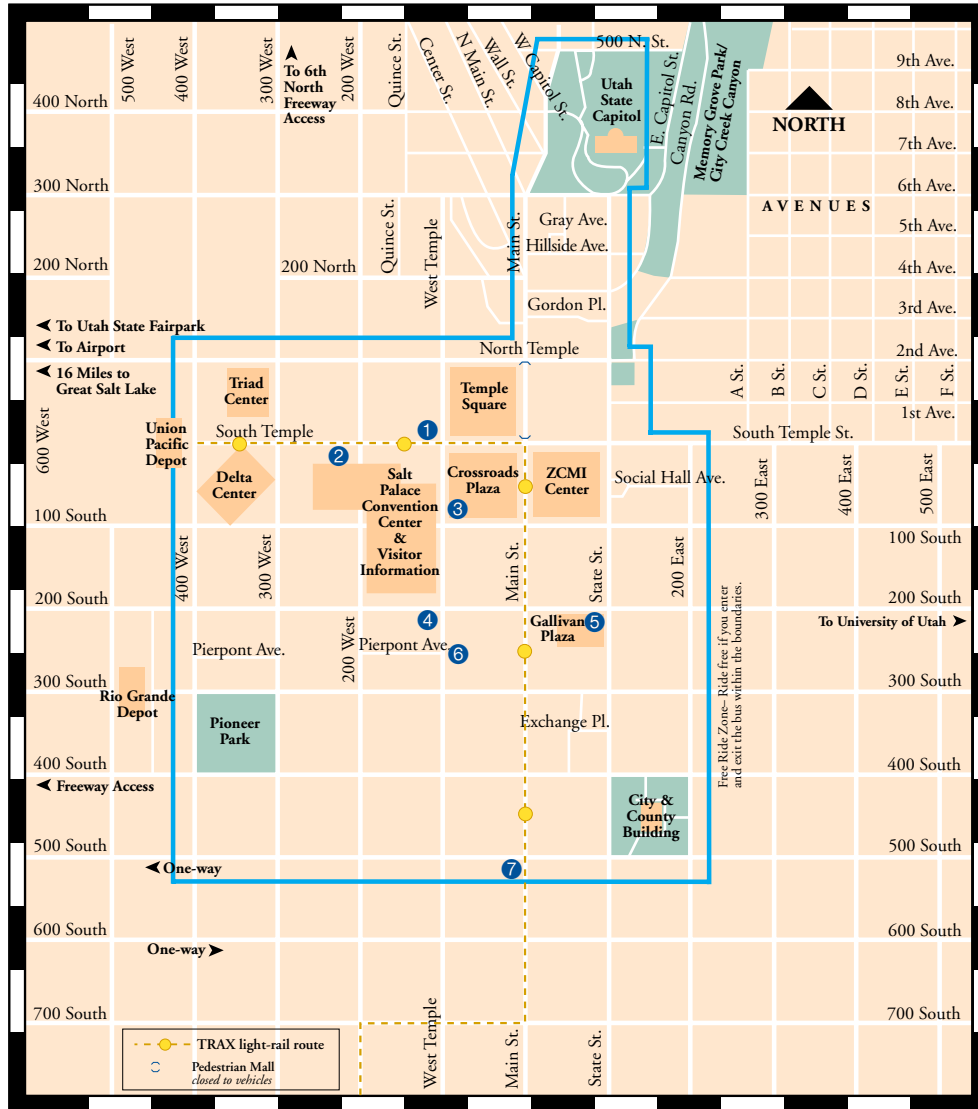 500 N. St.
500 West
400 West
300 West
To 6th
North
Freeway
Access
200 West
Quince St.
Center St.
N Main St.
Wall St.
W Capitol St.
Utah
State
Capitol
E. Capitol St.
Canyon Rd.
Memory Grove Park/
City Creek Canyon
NORTH
9th Ave.
8th Ave.
7th Ave.
6th Ave.
AVENUES
5th Ave.
4th Ave.
3rd Ave.
2nd Ave.
1st Ave.
400 North
300 North
200 North
200 North
Quince St.
West Temple
Main St.
Gray Ave.
Hillside Ave.
Gordon Pl.
To Utah State Fairpark
To Airport
16 Miles to
Great Salt Lake
North Temple
A St.
B St.
C St.
D St.
E St.
F St.
Triad
Center
Temple
Square
600 West
Union
Pacific
Depot
South Temple
1
South Temple St.
2
Delta
Center
Salt
Palace
Convention
Center
&
Visitor
Information
Crossroads
Plaza
3
ZCMI
Center
Social Hall Ave.
300 East
400 East
500 East
100 South
100 South
400 West
300 West
Main St.
State St.
200 East
200 South
200 South
4
Gallivan
Plaza
5
To University of Utah
Pierpont Ave.
200 West
Pierpont Ave.
6
Free Ride Zone– Ride free if you enter
and exit the bus within the boundaries.
300 South
300 South
Rio Grande
Depot
Pioneer
Park
Exchange Pl.
400 South
400 South
Freeway Access
City &
County
Building
500 South
500 South
One-way
7
600 South
600 South
One-way
700 South
700 South
West Temple
Main St.
State St.
TRAX light-rail route
Pedestrian Mall
closed to vehicles